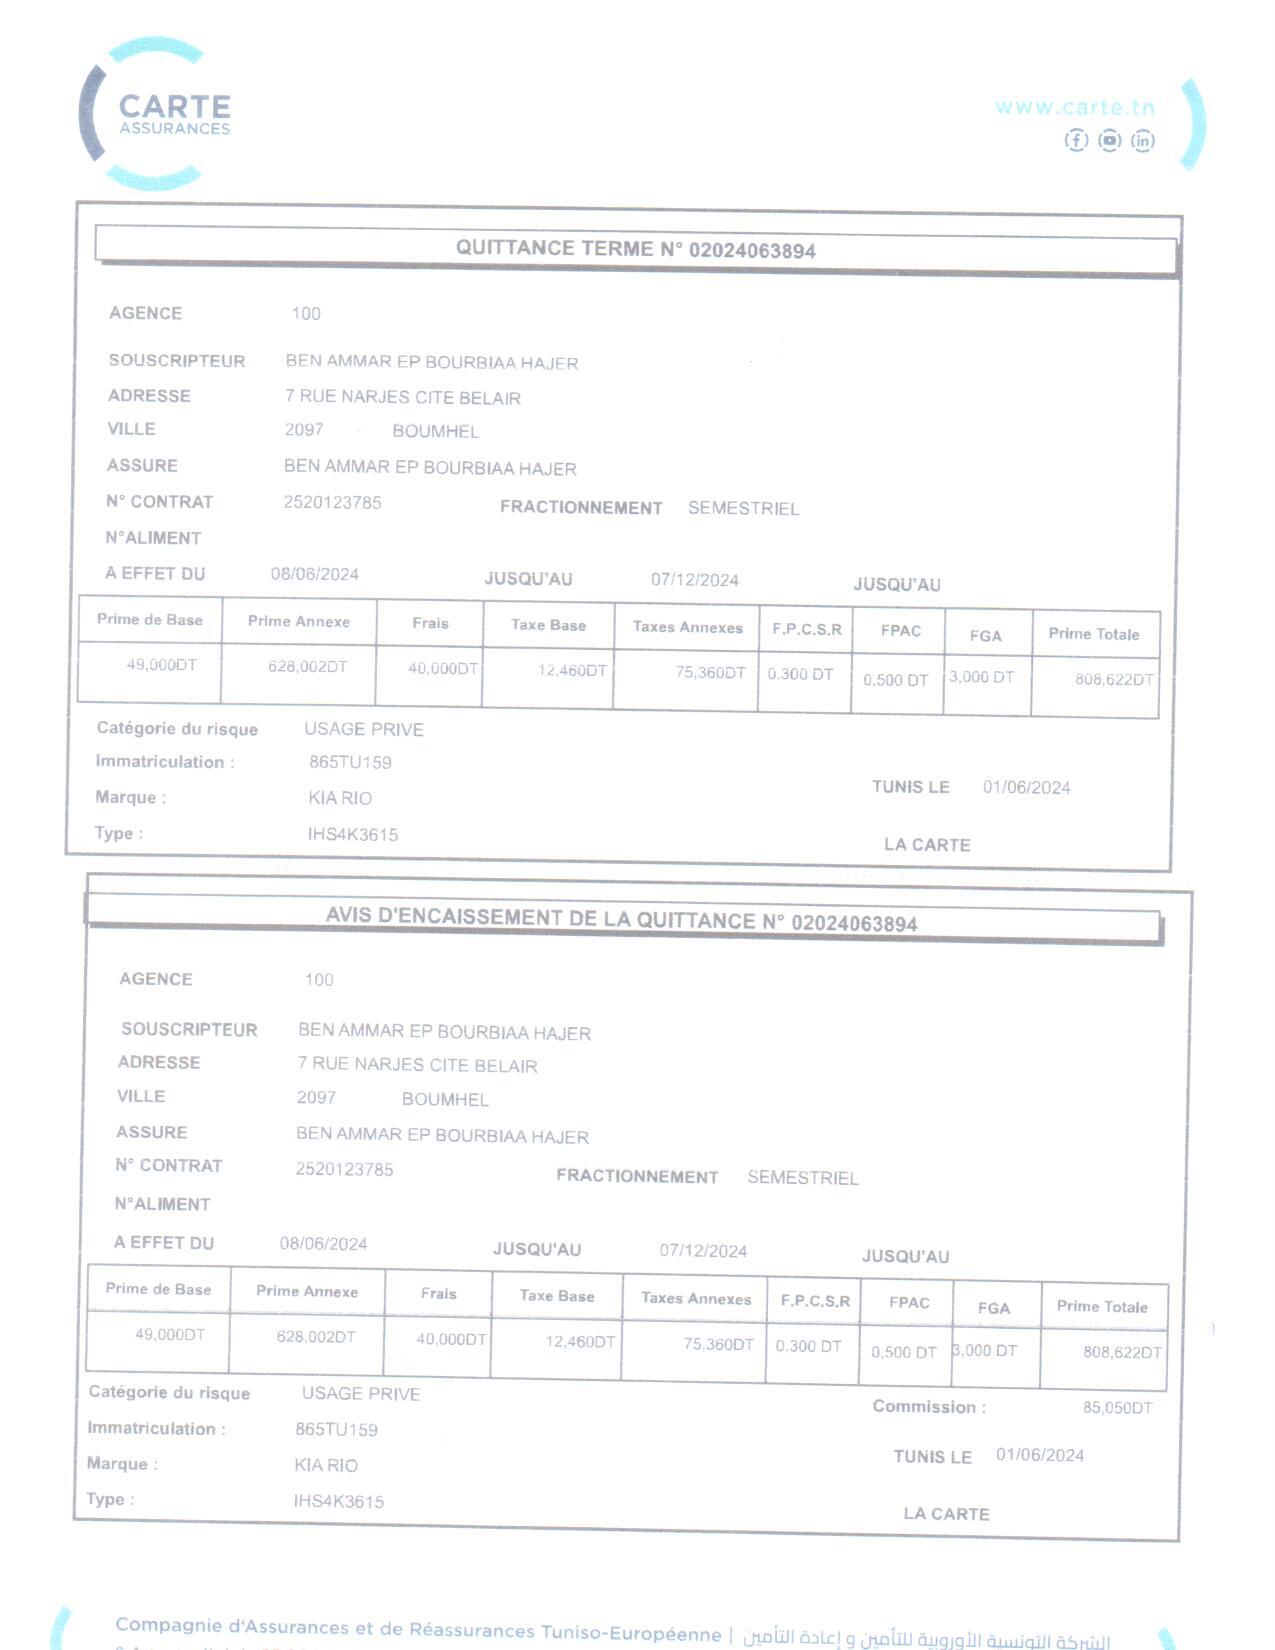 CARTE
ASSURANCES
www.carte.tn
QUITTANCE TERME N° 02024063894
AGENCE 100
SOUSCRIPTEUR BEN AMMAR EP BOURBIAA HAJER
ADRESSE 7 RUE NARJES CITE BELAIR
VILLE 2097 BOUMHEL
ASSURE BEN AMMAR EP BOURBIAA HAJER
N° CONTRAT 2520123785 FRACTIONNEMENT SEMESTRIEL
N°ALIMENT
A EFFET DU 08/06/2024 JUSQU'AU 07/12/2024 JUSQU'AU
Prime de Base Prime Annexe Frais Taxe Base Taxes Annexes F.P.C.S.R FPAC FGA Prime Totale
49,000DT 628,002DT 40,000DT 12,460DT 75,360DT 0.300 DT 0,500 DT 3,000 DT 808,622DT
Catégorie du risque USAGE PRIVE
Immatriculation : 865TU159
TUNIS LE 01/06/2024
Marque : KIA RIO
Type : IHS4K3615
LA CARTE
AVIS D'ENCAISSEMENT DE LA QUITTANCE N° 02024063894
AGENCE 100
SOUSCRIPTEUR BEN AMMAR EP BOURBIAA HAJER
ADRESSE 7 RUE NARJES CITE BELAIR
VILLE 2097 BOUMHEL
ASSURE BEN AMMAR EP BOURBIAA HAJER
N° CONTRAT 2520123785 FRACTIONNEMENT SEMESTRIEL
N°ALIMENT
A EFFET DU 08/06/2024 JUSQU'AU 07/12/2024 JUSQU'AU
Prime de Base Prime Annexe Frais Taxe Base Taxes Annexes F.P.C.S.R FPAC FGA Prime Totale
49,000DT 628,002DT 40,000DT 12,460DT 75,360DT 0.300 DT 0,500 DT 3,000 DT 808,622DT
Catégorie du risque USAGE PRIVE Commission : 85,050DT
Immatriculation : 865TU159
TUNIS LE 01/06/2024
Marque : KIA RIO
Type : IHS4K3615
LA CARTE
Compagnie d'Assurances et de Réassurances Tuniso-Européenne | الشركة التونسية الأوروبية للتأمين و إعادة التأمين